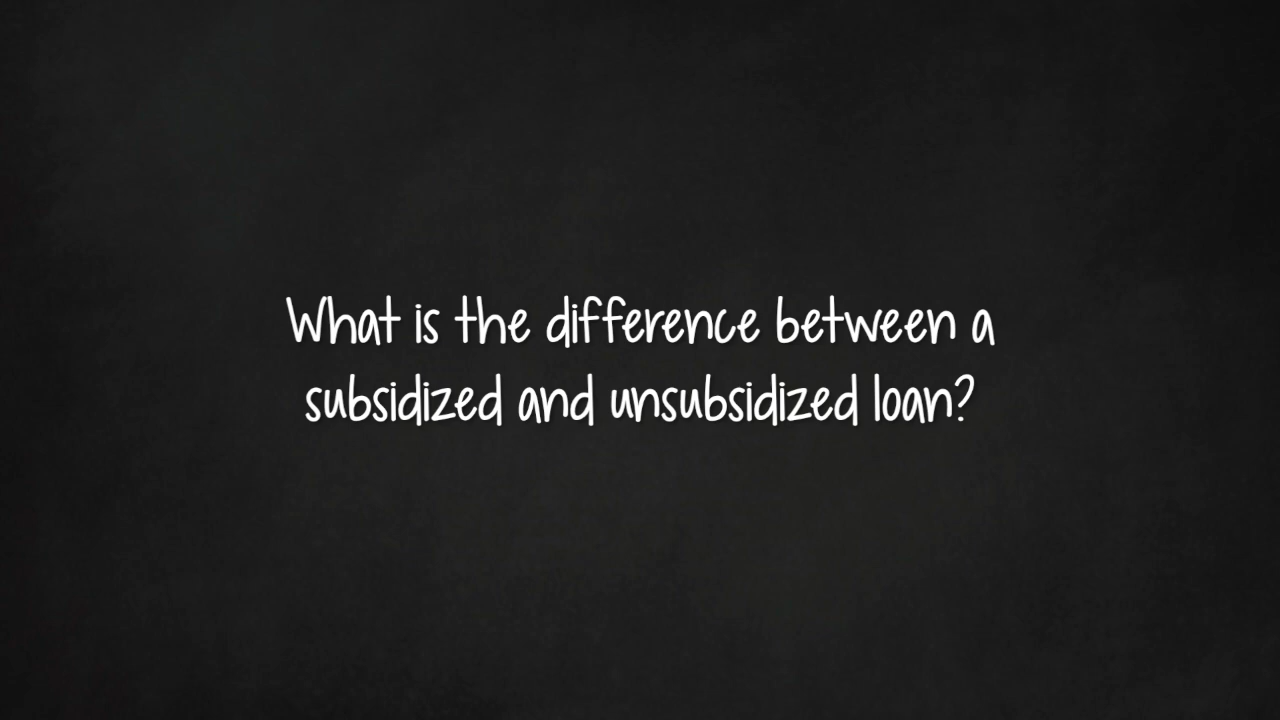 What is the difference between a
subsidized and unsubsidized loan?